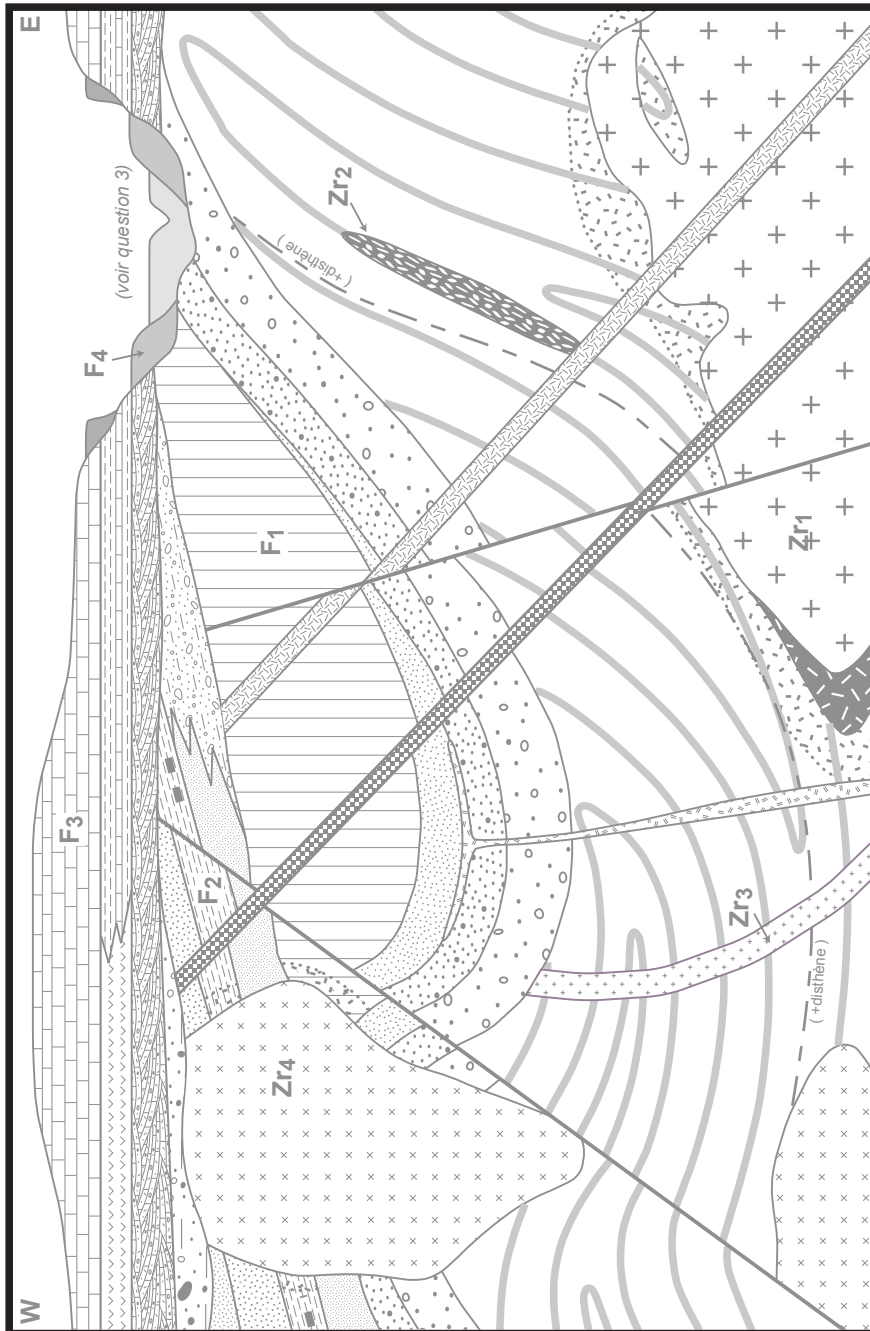 W
E
F3
(voir question 3)
F4
F2
F1
Zr2
( +disthène )
Zr4
Zr3
Zr1
( +disthène )